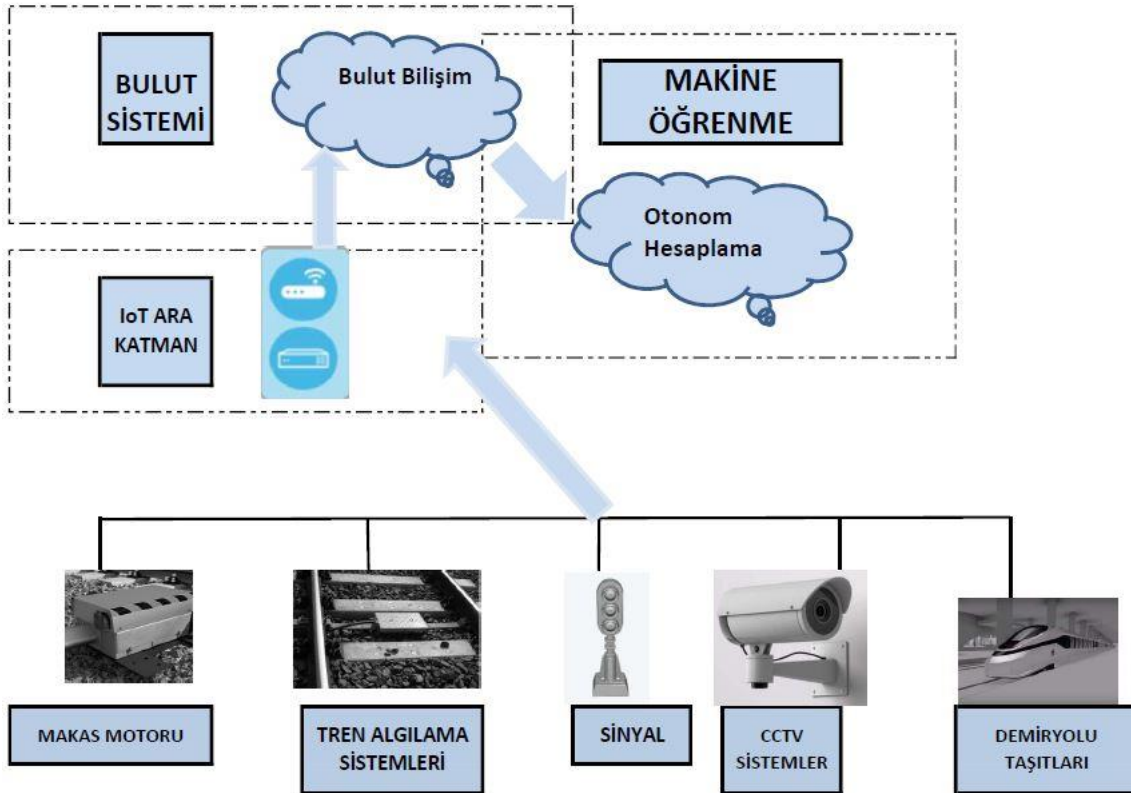 BULUT
SİSTEMİ
Bulut Bilişim
MAKİNE
ÖĞRENME
Otonom
Hesaplama
IoT ARA
KATMAN
MAKAS MOTORU
TREN ALGILAMA
SİSTEMLERİ
SİNYAL
CCTV
SİSTEMLER
DEMİRYOLU
TAŞITLARI